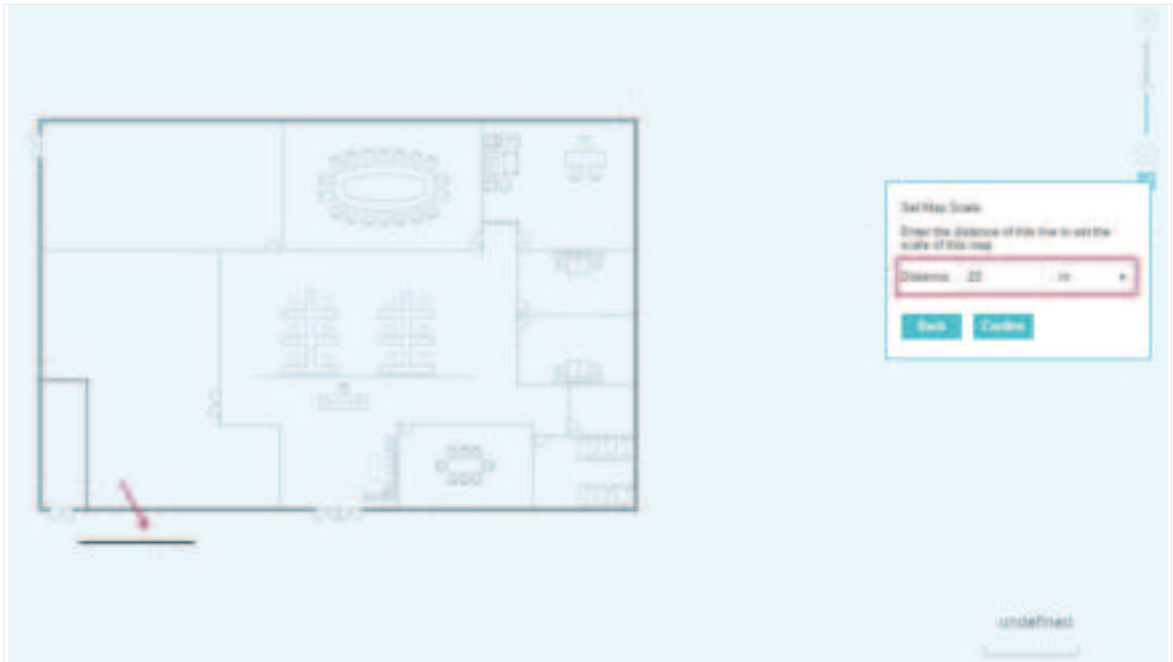 Set Map Scale
Enter the distance of this line to set the
scale of this map
Distance m
Back Confirm
undefined